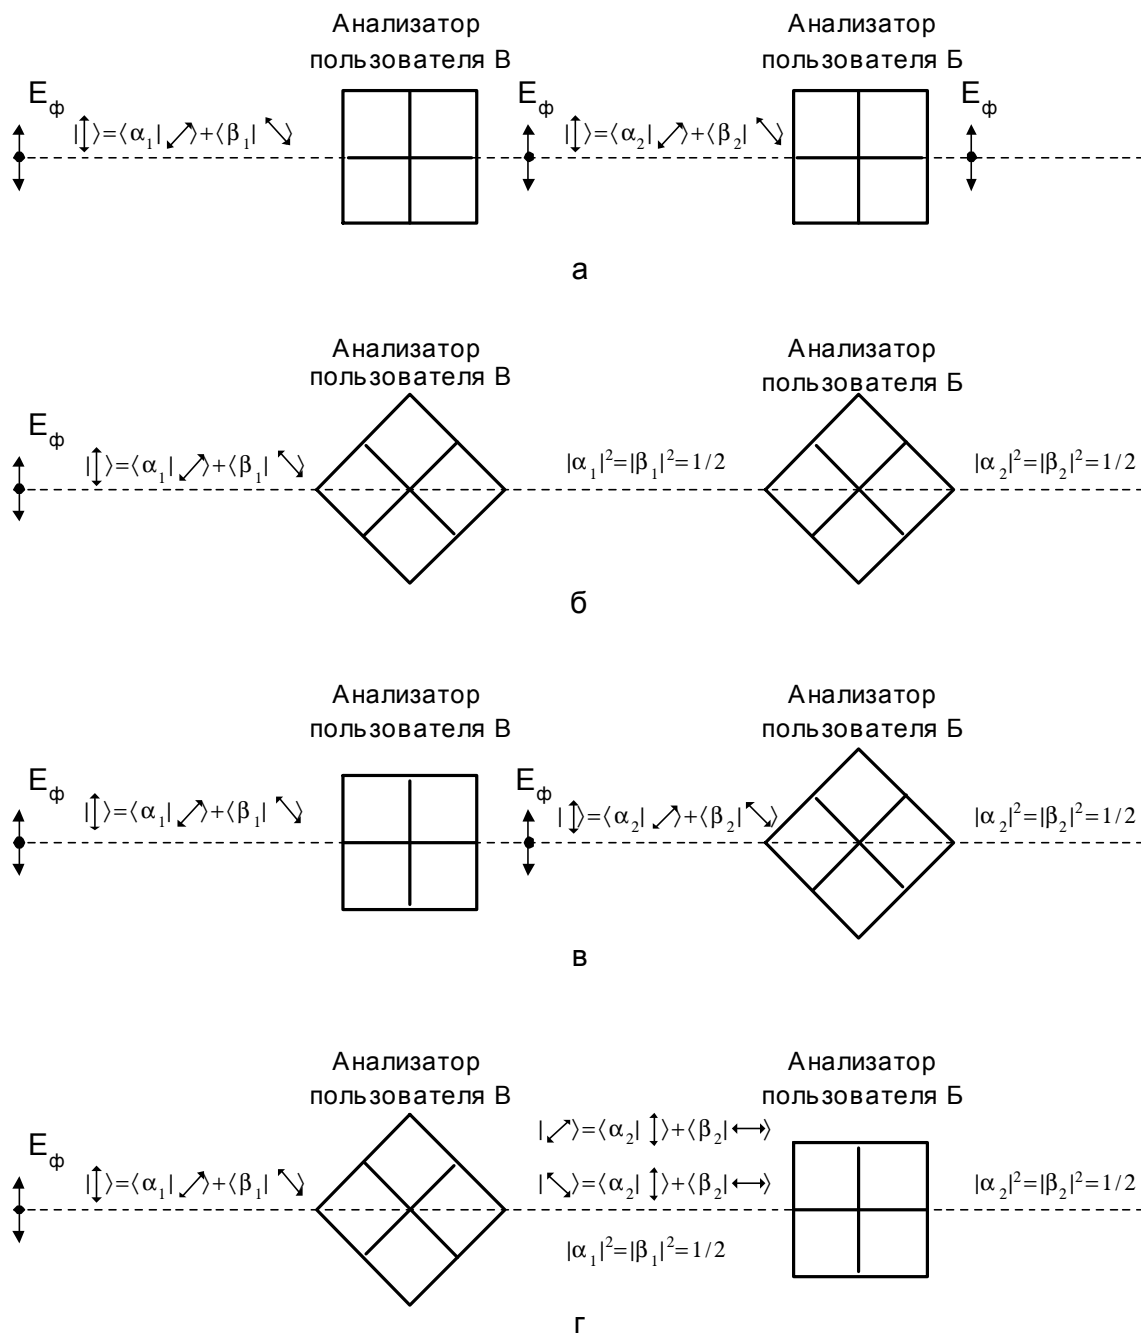 Анализатор пользователя В
Анализатор пользователя Б
Eф
|↕⟩=⟨α₁|⤢⟩+⟨β₁|⤡⟩
Eф
|↕⟩=⟨α₂|⤢⟩+⟨β₂|⤡⟩
Eф
а
Анализатор пользователя В
Анализатор пользователя Б
Eф
|↕⟩=⟨α₁|⤢⟩+⟨β₁|⤡⟩
|α₁|²=|β₁|²=1/2
|α₂|²=|β₂|²=1/2
б
Анализатор пользователя В
Анализатор пользователя Б
Eф
|↕⟩=⟨α₁|⤢⟩+⟨β₁|⤡⟩
Eф
|↕⟩=⟨α₂|⤢⟩+⟨β₂|⤡⟩
|α₂|²=|β₂|²=1/2
в
Анализатор пользователя В
Анализатор пользователя Б
Eф
|↕⟩=⟨α₁|⤢⟩+⟨β₁|⤡⟩
|⤢⟩=⟨α₂|↕⟩+⟨β₂|↔⟩
|⤡⟩=⟨α₂|↕⟩+⟨β₂|↔⟩
|α₁|²=|β₁|²=1/2
|α₂|²=|β₂|²=1/2
г